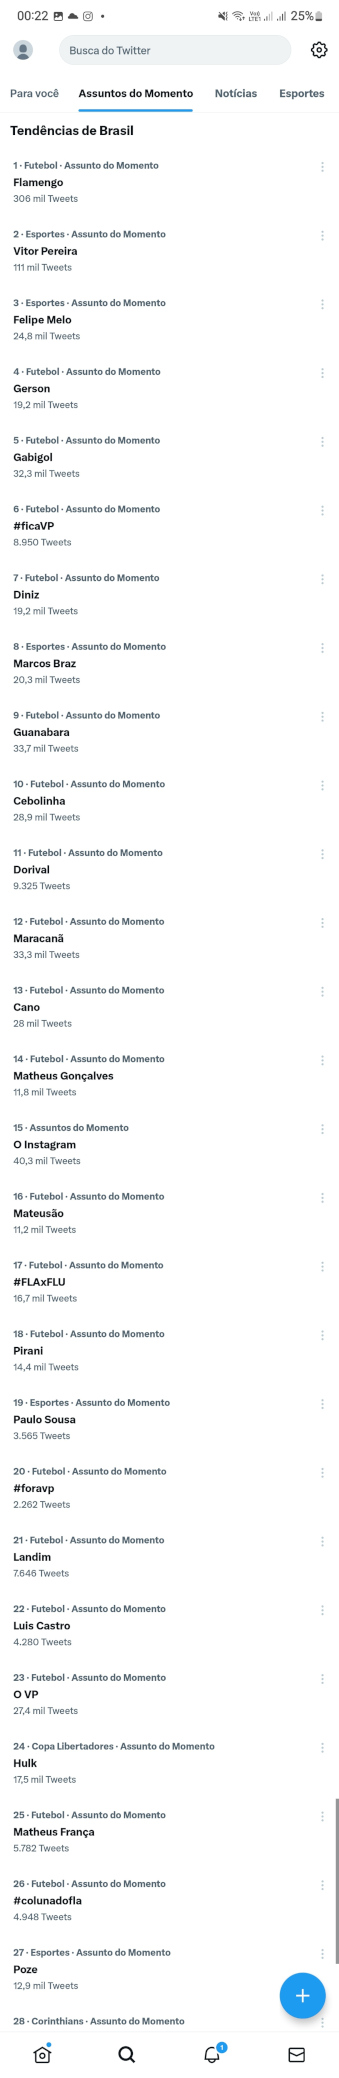 00:22 25%
Busca do Twitter
Para você Assuntos do Momento Notícias Esportes
Tendências de Brasil
1 · Futebol · Assunto do Momento
Flamengo
306 mil Tweets
2 · Esportes · Assunto do Momento
Vitor Pereira
111 mil Tweets
3 · Esportes · Assunto do Momento
Felipe Melo
24,8 mil Tweets
4 · Futebol · Assunto do Momento
Gerson
19,2 mil Tweets
5 · Futebol · Assunto do Momento
Gabigol
32,3 mil Tweets
6 · Futebol · Assunto do Momento
#ficaVP
8.950 Tweets
7 · Futebol · Assunto do Momento
Diniz
19,2 mil Tweets
8 · Esportes · Assunto do Momento
Marcos Braz
20,3 mil Tweets
9 · Futebol · Assunto do Momento
Guanabara
33,7 mil Tweets
10 · Futebol · Assunto do Momento
Cebolinha
28,9 mil Tweets
11 · Futebol · Assunto do Momento
Dorival
9.325 Tweets
12 · Futebol · Assunto do Momento
Maracanã
33,3 mil Tweets
13 · Futebol · Assunto do Momento
Cano
28 mil Tweets
14 · Futebol · Assunto do Momento
Matheus Gonçalves
11,8 mil Tweets
15 · Assuntos do Momento
O Instagram
40,3 mil Tweets
16 · Futebol · Assunto do Momento
Mateusão
11,2 mil Tweets
17 · Futebol · Assunto do Momento
#FLAxFLU
16,7 mil Tweets
18 · Futebol · Assunto do Momento
Pirani
14,4 mil Tweets
19 · Esportes · Assunto do Momento
Paulo Sousa
3.565 Tweets
20 · Futebol · Assunto do Momento
#foravp
2.262 Tweets
21 · Futebol · Assunto do Momento
Landim
7.646 Tweets
22 · Futebol · Assunto do Momento
Luis Castro
4.280 Tweets
23 · Futebol · Assunto do Momento
O VP
27,4 mil Tweets
24 · Copa Libertadores · Assunto do Momento
Hulk
17,5 mil Tweets
25 · Futebol · Assunto do Momento
Matheus França
5.782 Tweets
26 · Futebol · Assunto do Momento
#colunadofla
4.948 Tweets
27 · Esportes · Assunto do Momento
Poze
12,9 mil Tweets
28 · Corinthians · Assunto do Momento
1